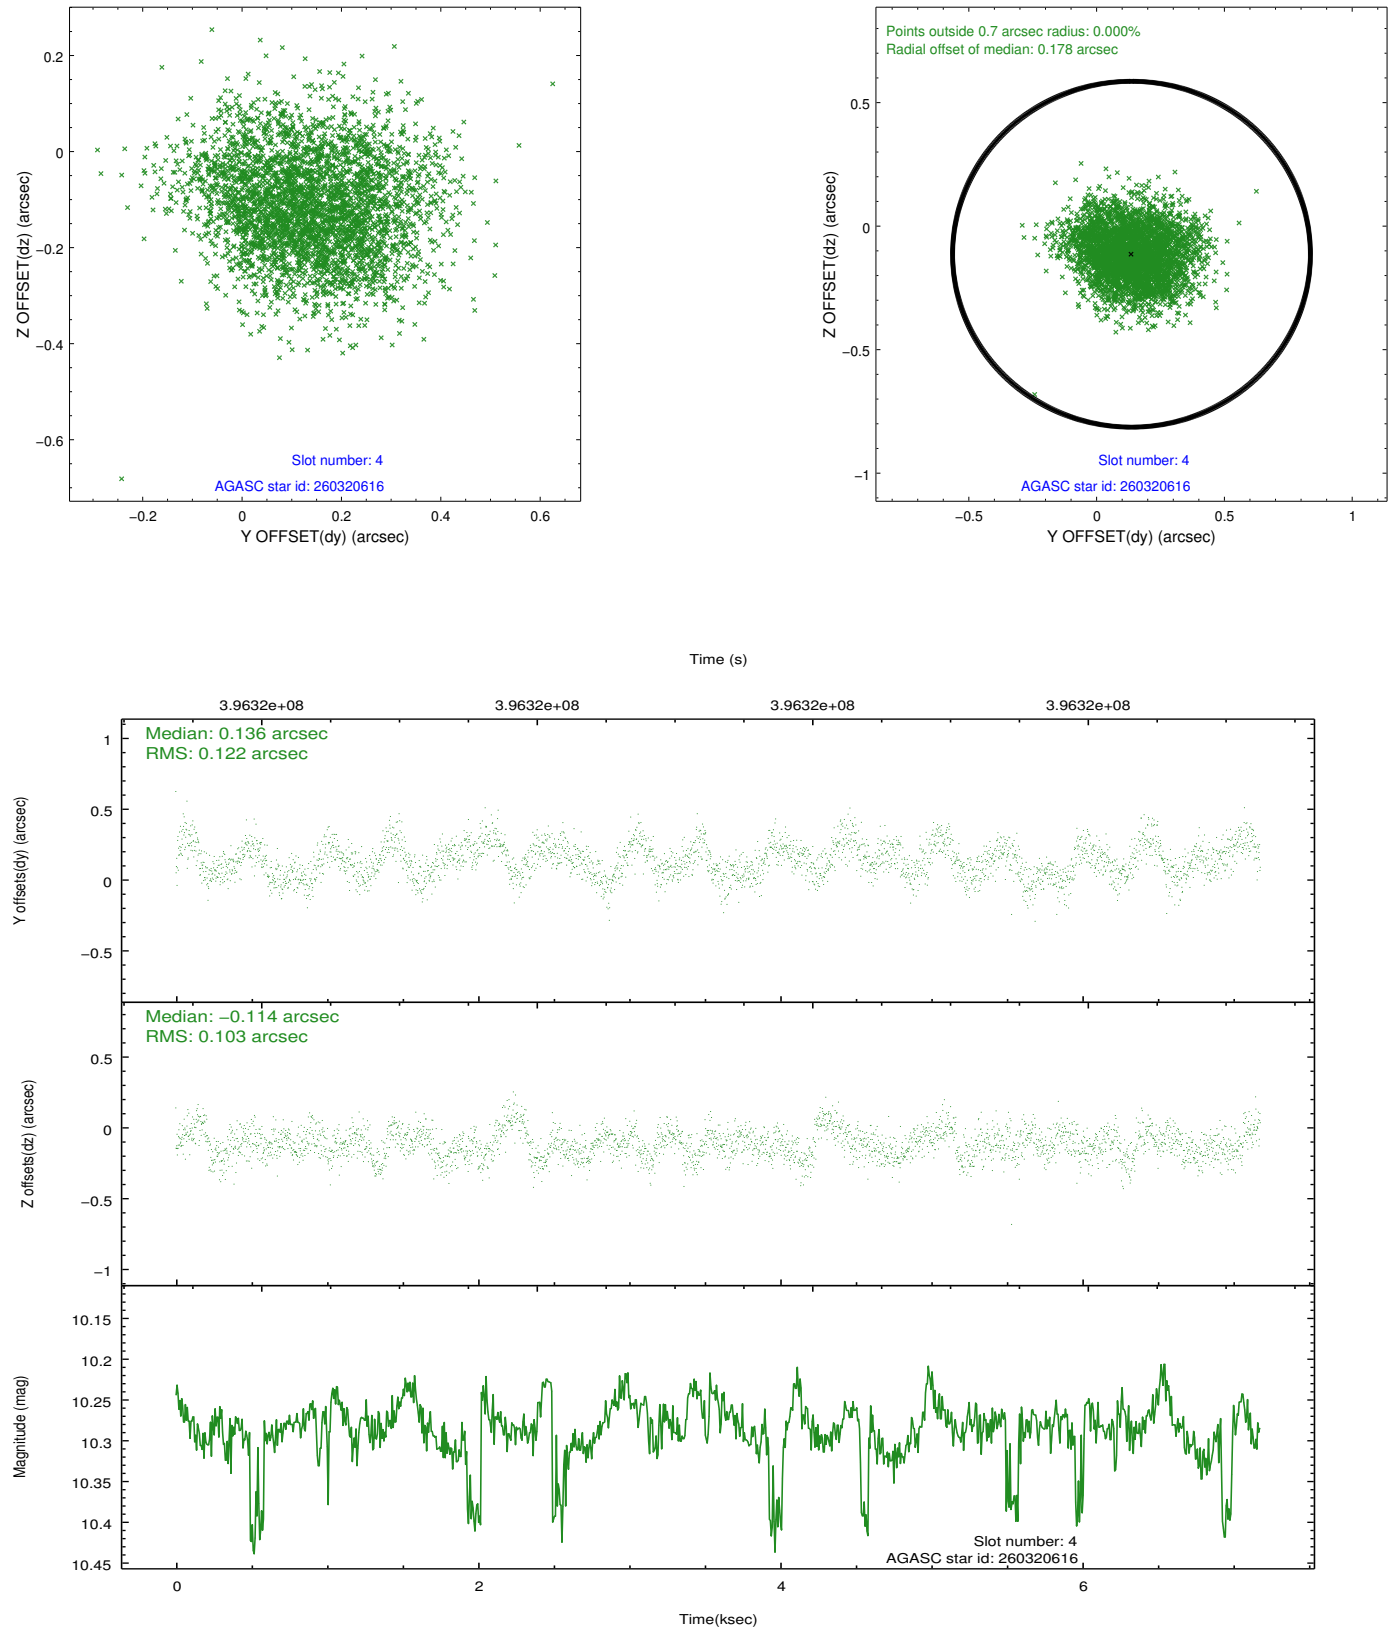 0.2
0
−0.2
−0.4
−0.6
Z OFFSET(dz) (arcsec)
Slot number: 4
AGASC star id: 260320616
−0.2
0
0.2
0.4
0.6
Y OFFSET(dy) (arcsec)
Points outside 0.7 arcsec radius: 0.000%
Radial offset of median: 0.178 arcsec
0.5
0
−0.5
−1
Z OFFSET(dz) (arcsec)
Slot number: 4
AGASC star id: 260320616
−0.5
0
0.5
1
Y OFFSET(dy) (arcsec)
Time (s)
3.9632e+08
3.9632e+08
3.9632e+08
3.9632e+08
Median: 0.136 arcsec
RMS: 0.122 arcsec
1
0.5
0
−0.5
Y offsets(dy) (arcsec)
Median: −0.114 arcsec
RMS: 0.103 arcsec
0.5
0
−0.5
−1
Z offsets(dz) (arcsec)
10.15
10.2
10.25
10.3
10.35
10.4
10.45
Magnitude (mag)
Slot number: 4
AGASC star id: 260320616
0
2
4
6
Time(ksec)